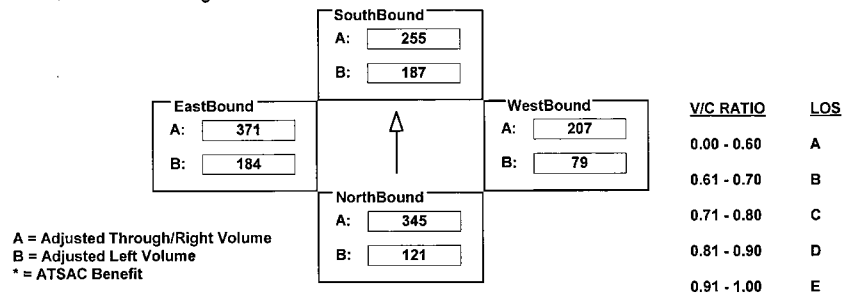 SouthBound
A: 255
B: 187
EastBound
A: 371
B: 184
WestBound
A: 207
B: 79
NorthBound
A: 345
B: 121
A = Adjusted Through/Right Volume
B = Adjusted Left Volume
* = ATSAC Benefit
V/C RATIO LOS
0.00 - 0.60 A
0.61 - 0.70 B
0.71 - 0.80 C
0.81 - 0.90 D
0.91 - 1.00 E